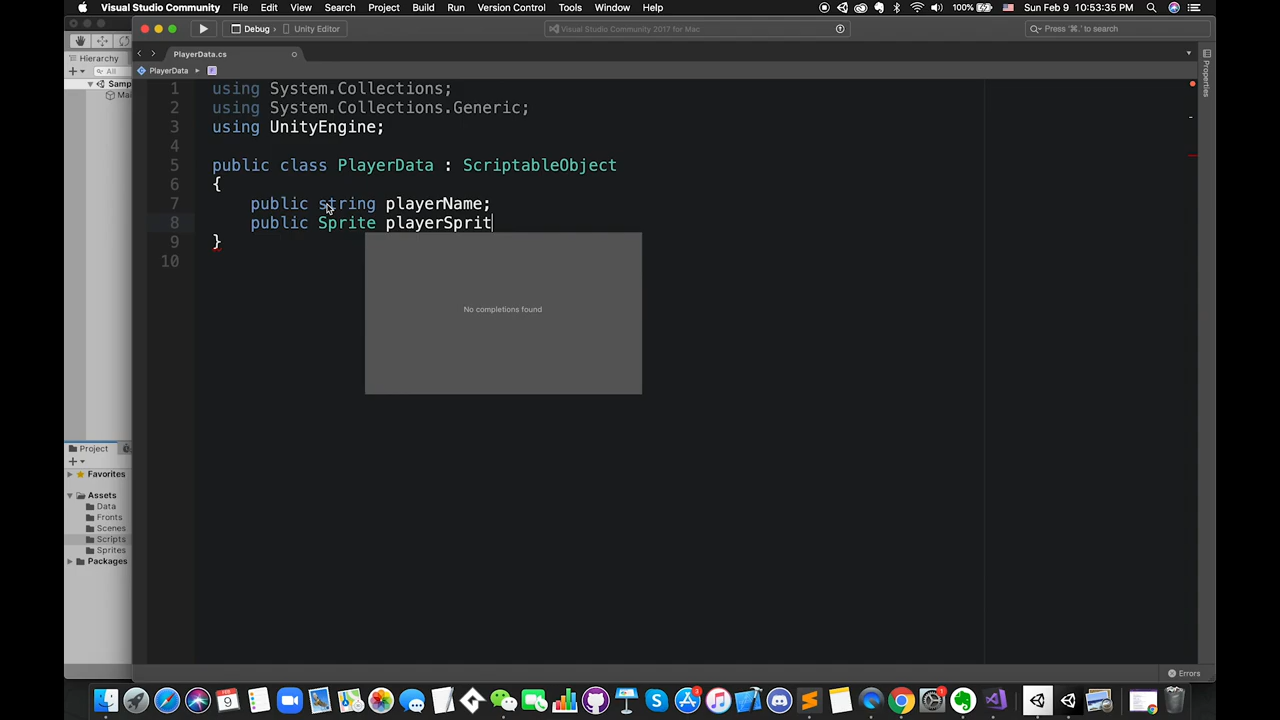 Visual Studio Community File Edit View Search Project Build Run Version Control Tools Window Help 100% Sun Feb 9 10:53:35 PM
Debug Unity Editor Visual Studio Community 2017 for Mac Press '⌘.' to search
PlayerData.cs
Hierarchy
PlayerData
All
Samp
Mai
Properties
1 using System.Collections;
2 using System.Collections.Generic;
3 using UnityEngine;
4
5 public class PlayerData : ScriptableObject
6 {
7 public string playerName;
8 public Sprite playerSprit
9 }
10
No completions found
Project
Favorites
Assets
Data
Fronts
Scenes
Scripts
Sprites
Packages
Errors